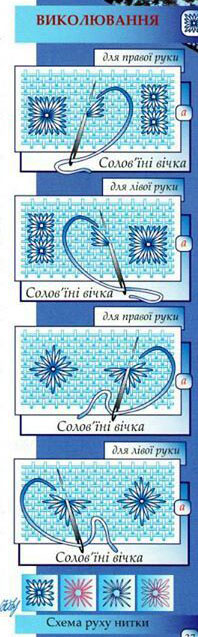 ВИКОЛЮВАННЯ
для правої руки
а
Солов'їні вічка
для лівої руки
а
Солов'їні вічка
для правої руки
а
Солов'їні вічка
для лівої руки
а
Солов'їні вічка
Схема руху нитки
37